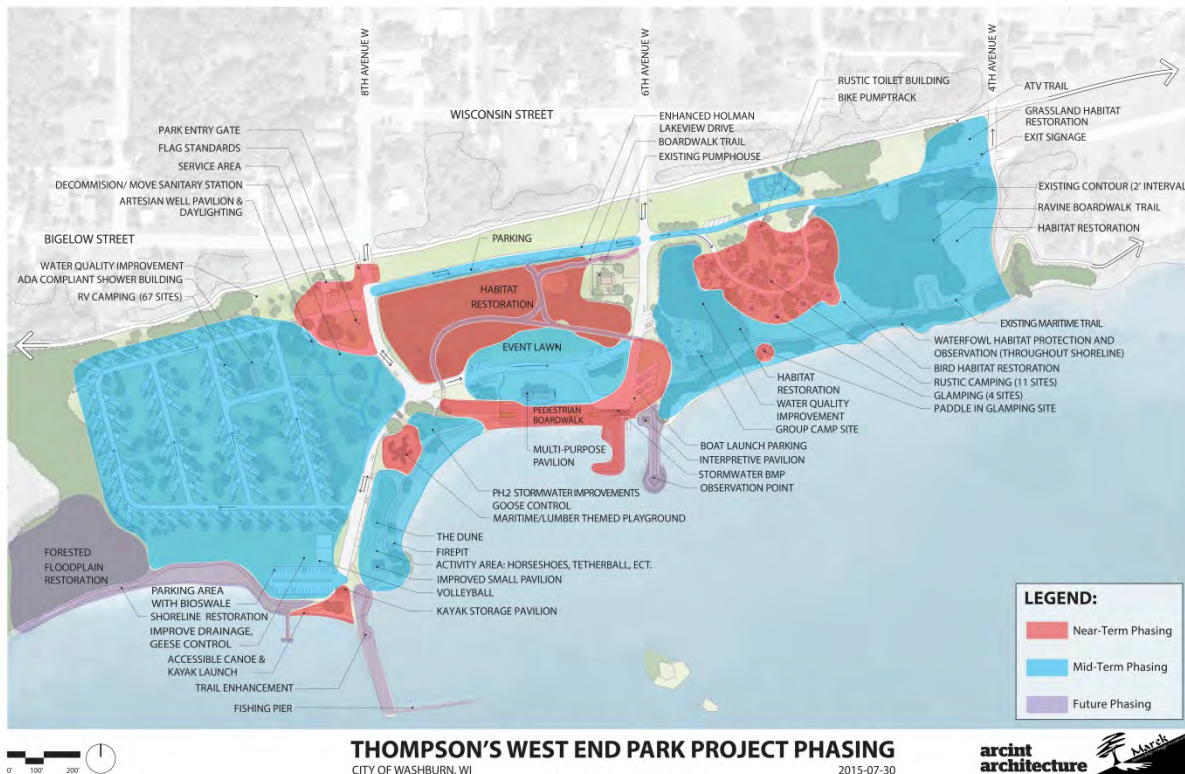 8TH AVENUE W
6TH AVENUE W
4TH AVENUE W
WISCONSIN STREET
BIGELOW STREET
PARK ENTRY GATE
FLAG STANDARDS
SERVICE AREA
DECOMMISION/ MOVE SANITARY STATION
ARTESIAN WELL PAVILION &
DAYLIGHTING
WATER QUALITY IMPROVEMENT
ADA COMPLIANT SHOWER BUILDING
RV CAMPING (67 SITES)
ENHANCED HOLMAN
LAKEVIEW DRIVE
BOARDWALK TRAIL
EXISTING PUMPHOUSE
RUSTIC TOILET BUILDING
BIKE PUMPTRACK
ATV TRAIL
GRASSLAND HABITAT
RESTORATION
EXIT SIGNAGE
EXISTING CONTOUR (2' INTERVAL
RAVINE BOARDWALK TRAIL
HABITAT RESTORATION
PARKING
HABITAT
RESTORATION
EVENT LAWN
PEDESTRIAN
BOARDWALK
MULTI-PURPOSE
PAVILION
EXISTING MARITIME TRAIL
WATERFOWL HABITAT PROTECTION AND
OBSERVATION (THROUGHOUT SHORELINE)
BIRD HABITAT RESTORATION
RUSTIC CAMPING (11 SITES)
GLAMPING (4 SITES)
PADDLE IN GLAMPING SITE
HABITAT
RESTORATION
WATER QUALITY
IMPROVEMENT
GROUP CAMP SITE
BOAT LAUNCH PARKING
INTERPRETIVE PAVILION
STORMWATER BMP
OBSERVATION POINT
PH.2 STORMWATER IMPROVEMENTS
GOOSE CONTROL
MARITIME/LUMBER THEMED PLAYGROUND
THE DUNE
FIREPIT
ACTIVITY AREA: HORSESHOES, TETHERBALL, ECT.
IMPROVED SMALL PAVILION
VOLLEYBALL
KAYAK STORAGE PAVILION
FORESTED
FLOODPLAIN
RESTORATION
PARKING AREA
WITH BIOSWALE
SHORELINE RESTORATION
IMPROVE DRAINAGE,
GEESE CONTROL
ACCESSIBLE CANOE &
KAYAK LAUNCH
TRAIL ENHANCEMENT
FISHING PIER
LEGEND:
Near-Term Phasing
Mid-Term Phasing
Future Phasing
0' 100' 200'
THOMPSON'S WEST END PARK PROJECT PHASING
CITY OF WASHBURN, WI
2015-07-30
arcint
architecture
Marek